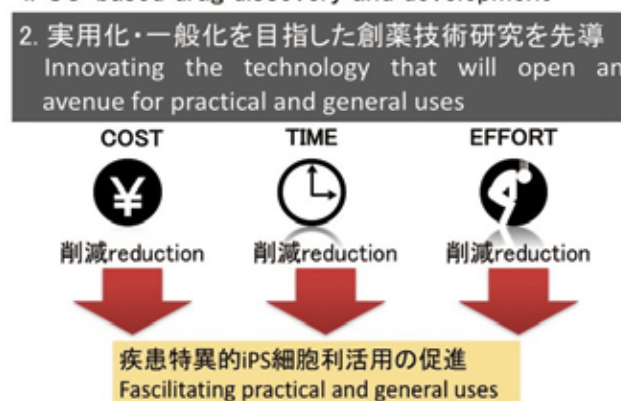 drug discovery and development
2. 実用化・一般化を目指した創薬技術研究を先導
Innovating the technology that will open an
avenue for practical and general uses
COST TIME EFFORT
¥
削減reduction 削減reduction 削減reduction
疾患特異的iPS細胞利活用の促進
Fascilitating practical and general uses